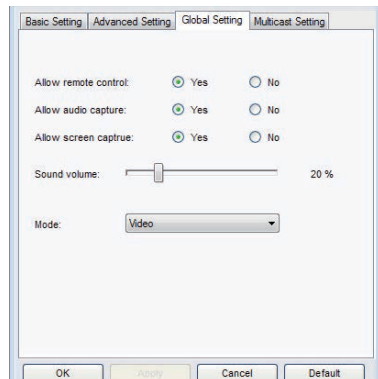 Basic Setting Advanced Setting Global Setting Multicast Setting
Allow remote control: Yes No
Allow audio capture: Yes No
Allow screen captrue: Yes No
Sound volume: 20 %
Mode: Video
OK Apply Cancel Default